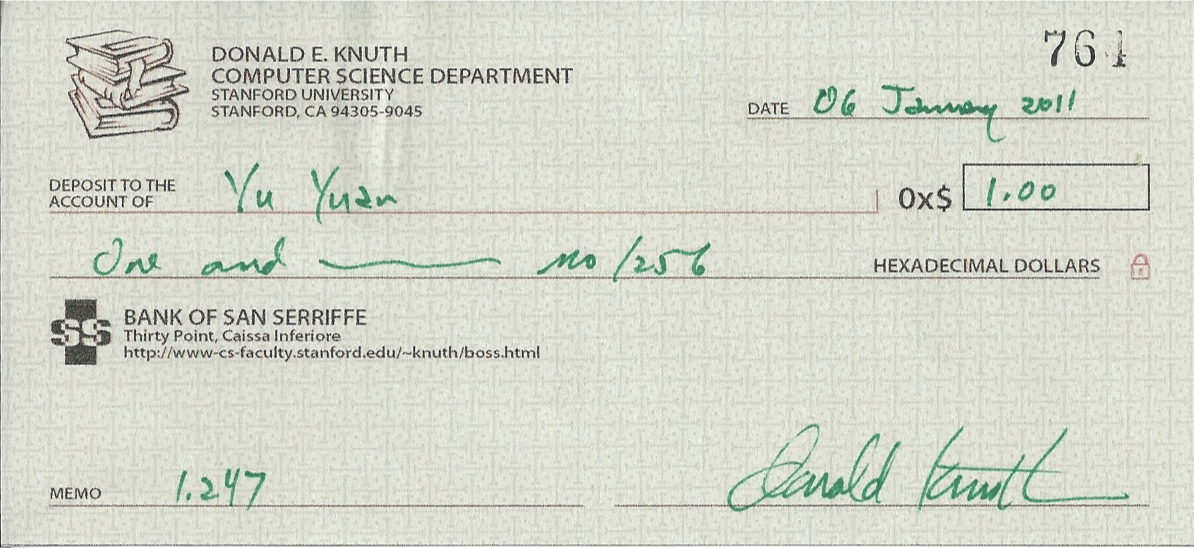 DONALD E. KNUTH
COMPUTER SCIENCE DEPARTMENT
STANFORD UNIVERSITY
STANFORD, CA 94305-9045
764
DATE 06 January 2011
DEPOSIT TO THE
ACCOUNT OF Yu Yuan 0x$ 1.00
One and no/256 HEXADECIMAL DOLLARS
SS BANK OF SAN SERRIFFE
Thirty Point, Caissa Inferiore
http://www-cs-faculty.stanford.edu/~knuth/boss.html
MEMO 1.247 Donald Knuth